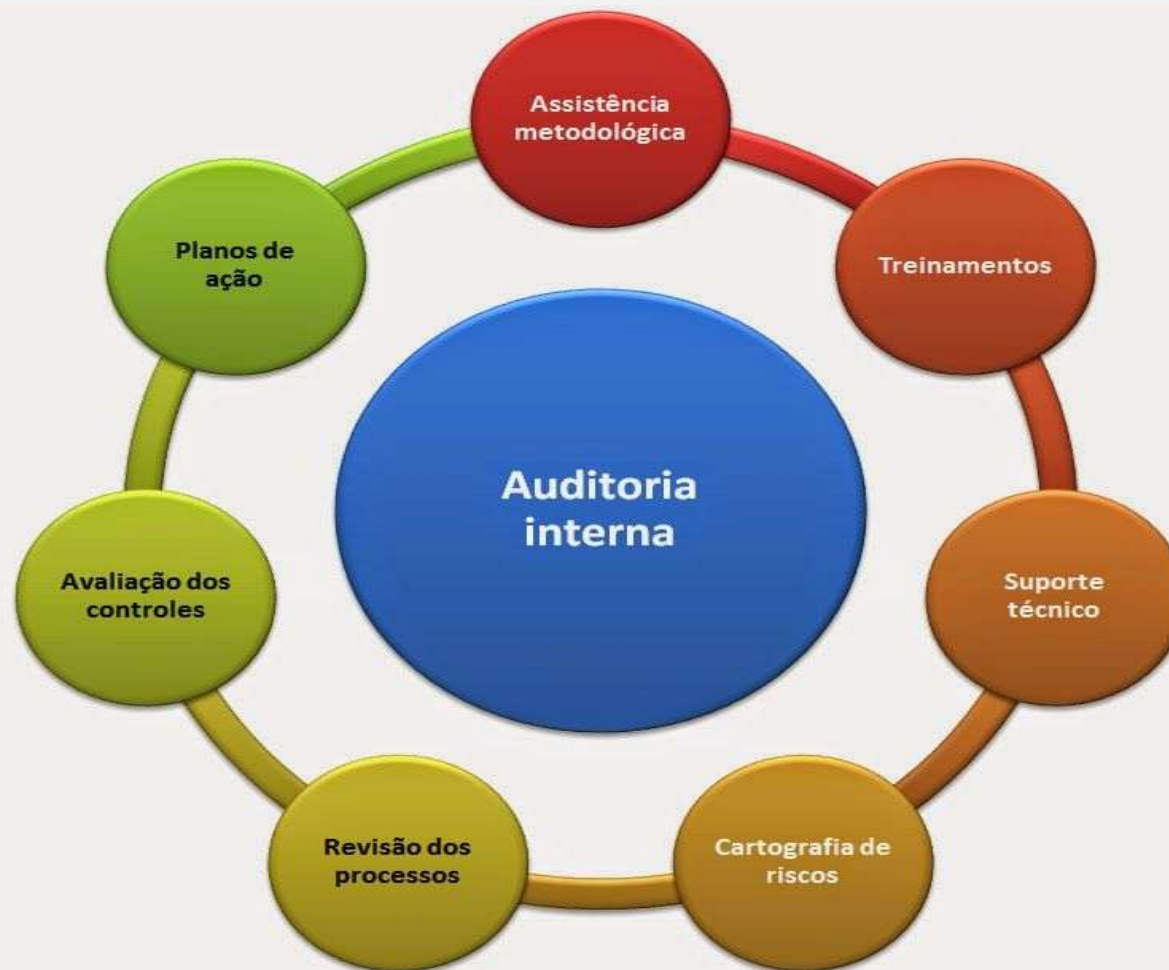 Assistência
metodológica
Treinamentos
Suporte
técnico
Cartografia de
riscos
Revisão dos
processos
Avaliação dos
controles
Planos de
ação
Auditoria
interna